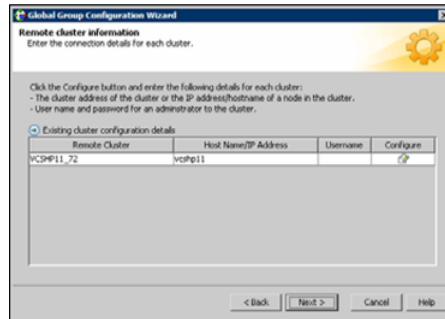 Global Group Configuration Wizard
Remote cluster information
Enter the connection details for each cluster.
Click the Configure button and enter the following details for each cluster:
- The cluster address of the cluster or the IP address/hostname of a node in the cluster.
- User name and password for an administrator to the cluster.
Existing cluster configuration details
Remote Cluster Host Name/IP Address Username Configure
VCSHP11_72 vcshp11
< Back Next > Cancel Help